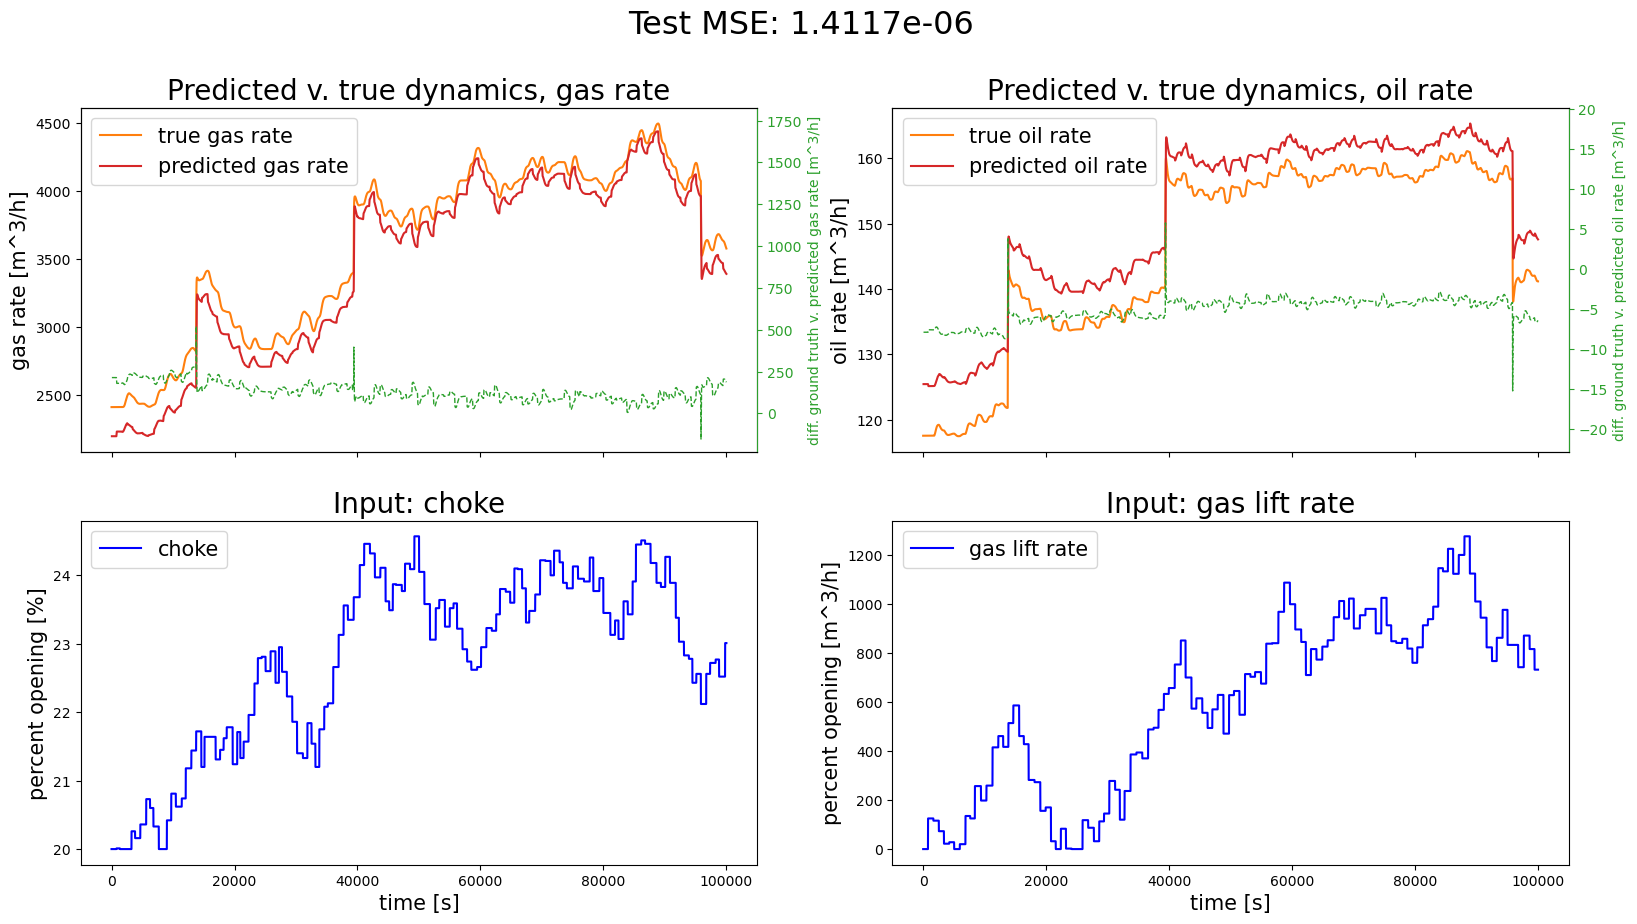 Test MSE: 1.4117e-06
Predicted v. true dynamics, gas rate
true gas rate
predicted gas rate
gas rate [m^3/h]
4500
4000
3500
3000
2500
1750
1500
1250
1000
750
500
250
0
diff. ground truth v. predicted gas rate [m^3/h]
Predicted v. true dynamics, oil rate
true oil rate
predicted oil rate
oil rate [m^3/h]
160
150
140
130
120
20
15
10
5
0
−5
−10
−15
−20
diff. ground truth v. predicted oil rate [m^3/h]
Input: choke
choke
percent opening [%]
24
23
22
21
20
0 20000 40000 60000 80000 100000
time [s]
Input: gas lift rate
gas lift rate
percent opening [m^3/h]
1200
1000
800
600
400
200
0
0 20000 40000 60000 80000 100000
time [s]